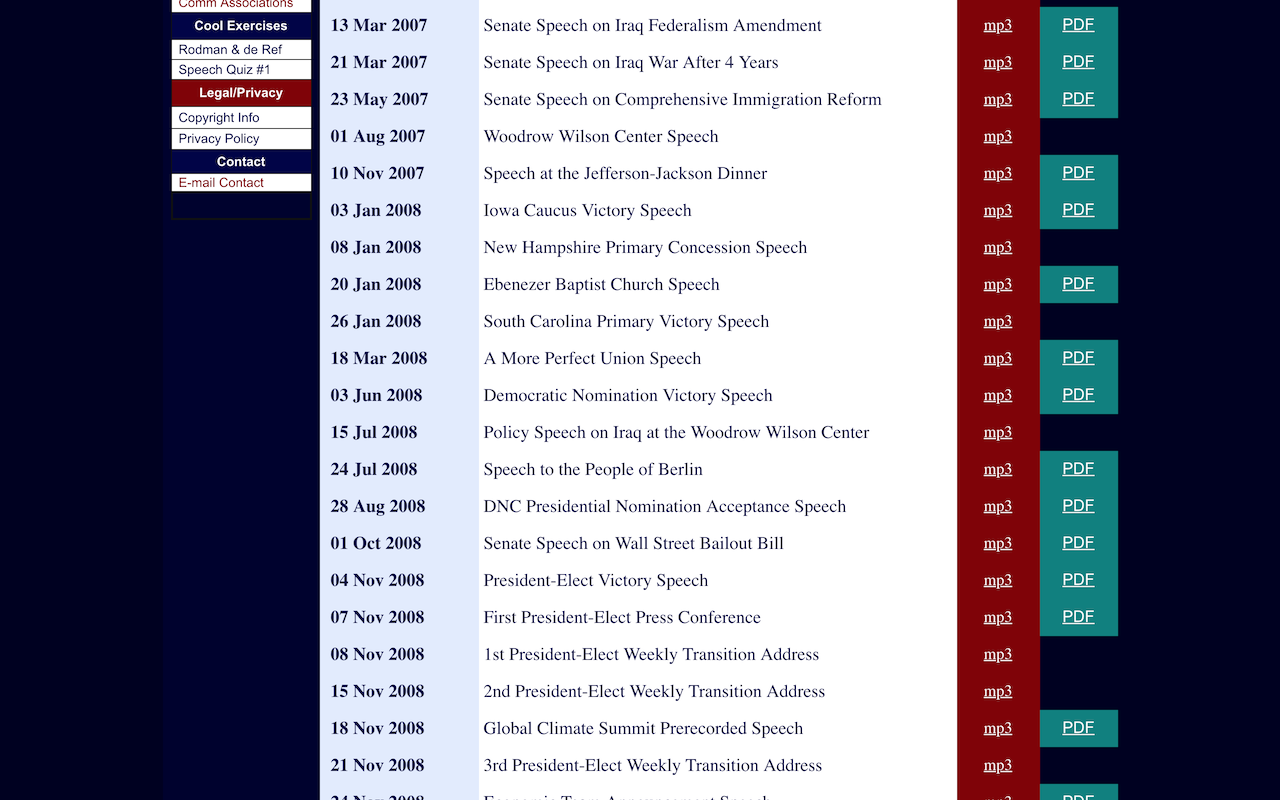 Comm Associations
Cool Exercises
Rodman & de Ref
Speech Quiz #1
Legal/Privacy
Copyright Info
Privacy Policy
Contact
E-mail Contact
13 Mar 2007 Senate Speech on Iraq Federalism Amendment mp3 PDF
21 Mar 2007 Senate Speech on Iraq War After 4 Years mp3 PDF
23 May 2007 Senate Speech on Comprehensive Immigration Reform mp3 PDF
01 Aug 2007 Woodrow Wilson Center Speech mp3
10 Nov 2007 Speech at the Jefferson-Jackson Dinner mp3 PDF
03 Jan 2008 Iowa Caucus Victory Speech mp3 PDF
08 Jan 2008 New Hampshire Primary Concession Speech mp3
20 Jan 2008 Ebenezer Baptist Church Speech mp3 PDF
26 Jan 2008 South Carolina Primary Victory Speech mp3
18 Mar 2008 A More Perfect Union Speech mp3 PDF
03 Jun 2008 Democratic Nomination Victory Speech mp3 PDF
15 Jul 2008 Policy Speech on Iraq at the Woodrow Wilson Center mp3
24 Jul 2008 Speech to the People of Berlin mp3 PDF
28 Aug 2008 DNC Presidential Nomination Acceptance Speech mp3 PDF
01 Oct 2008 Senate Speech on Wall Street Bailout Bill mp3 PDF
04 Nov 2008 President-Elect Victory Speech mp3 PDF
07 Nov 2008 First President-Elect Press Conference mp3 PDF
08 Nov 2008 1st President-Elect Weekly Transition Address mp3
15 Nov 2008 2nd President-Elect Weekly Transition Address mp3
18 Nov 2008 Global Climate Summit Prerecorded Speech mp3 PDF
21 Nov 2008 3rd President-Elect Weekly Transition Address mp3
24 Nov 2008 Economic Team Announcement Speech mp3 PDF